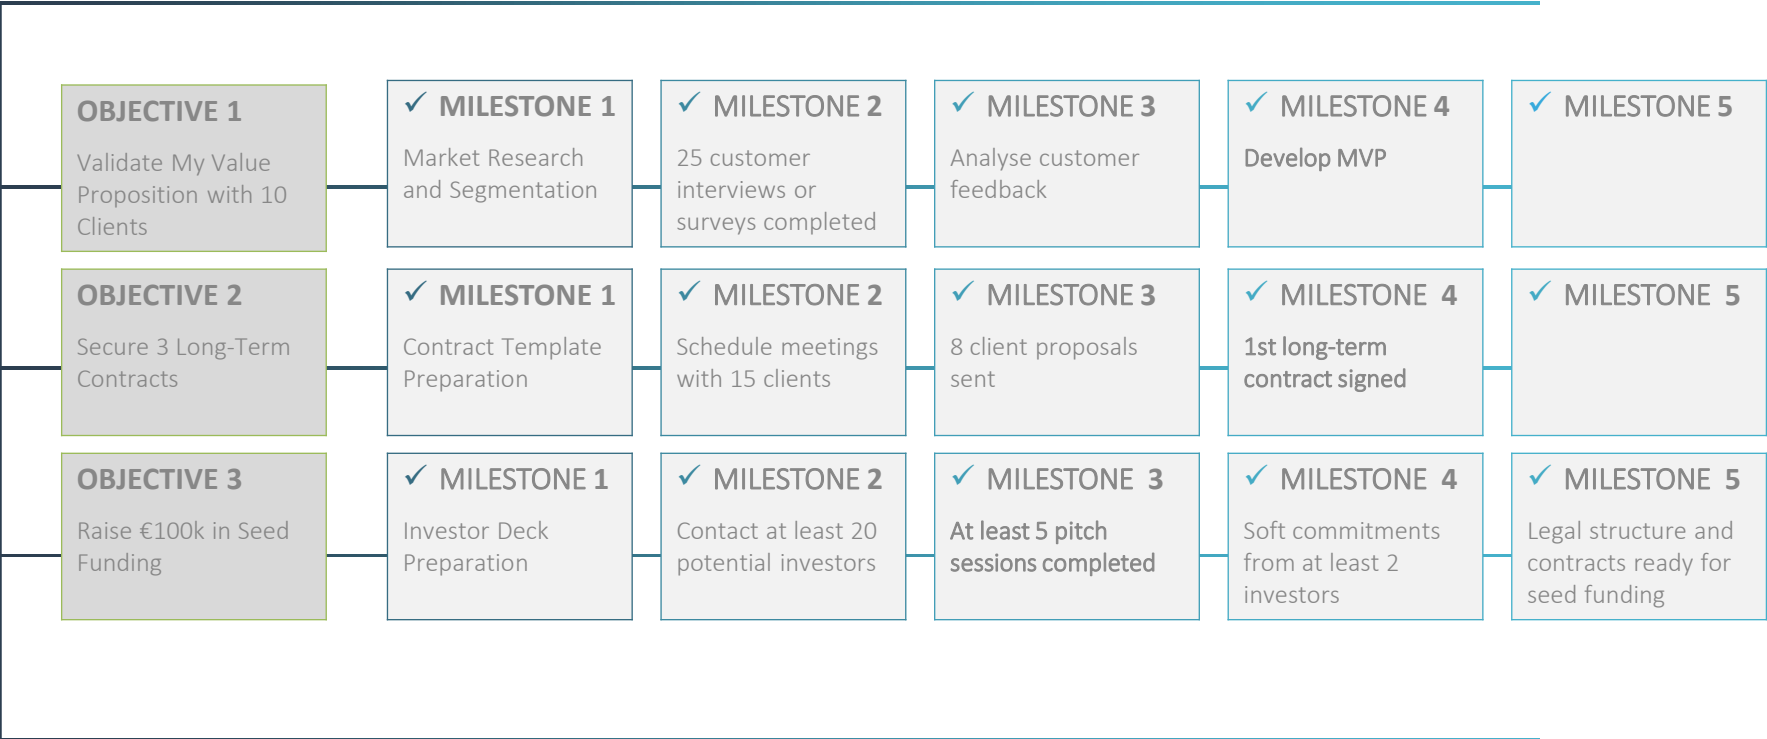 OBJECTIVE 1
Validate My Value
Proposition with 10
Clients
✓ MILESTONE 1
Market Research
and Segmentation
✓ MILESTONE 2
25 customer
interviews or
surveys completed
✓ MILESTONE 3
Analyse customer
feedback
✓ MILESTONE 4
Develop MVP
✓ MILESTONE 5
OBJECTIVE 2
Secure 3 Long-Term
Contracts
✓ MILESTONE 1
Contract Template
Preparation
✓ MILESTONE 2
Schedule meetings
with 15 clients
✓ MILESTONE 3
8 client proposals
sent
✓ MILESTONE 4
1st long-term
contract signed
✓ MILESTONE 5
OBJECTIVE 3
Raise €100k in Seed
Funding
✓ MILESTONE 1
Investor Deck
Preparation
✓ MILESTONE 2
Contact at least 20
potential investors
✓ MILESTONE 3
At least 5 pitch
sessions completed
✓ MILESTONE 4
Soft commitments
from at least 2
investors
✓ MILESTONE 5
Legal structure and
contracts ready for
seed funding